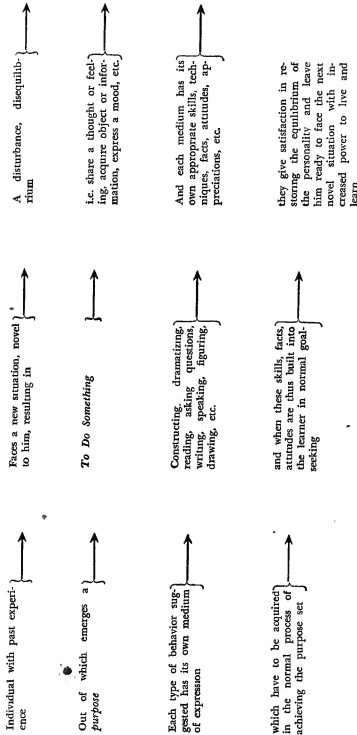 Individual with past experi-
ence
Faces a new situation, novel
to him, resulting in
A disturbance, disequilib-
rium
Out of which emerges a
purpose
To Do Something
i.e. share a thought or feel-
ing, acquire object or infor-
mation, express a mood, etc.
Each type of behavior sug-
gested has its own medium
of expression
Constructing, dramatizing,
reading, asking questions,
writing, speaking, figuring,
drawing, etc.
And each medium has its
own appropriate skills, tech-
niques, facts, attitudes, ap-
preciations, etc.
which have to be acquired
in the normal process of
achieving the purpose set
and when these skills, facts,
attitudes are thus built into
the learner in normal goal-
seeking
they give satisfaction in re-
storing the equilibrium of
the personality and leave
him ready to face the next
novel situation with in-
creased power to live and
learn